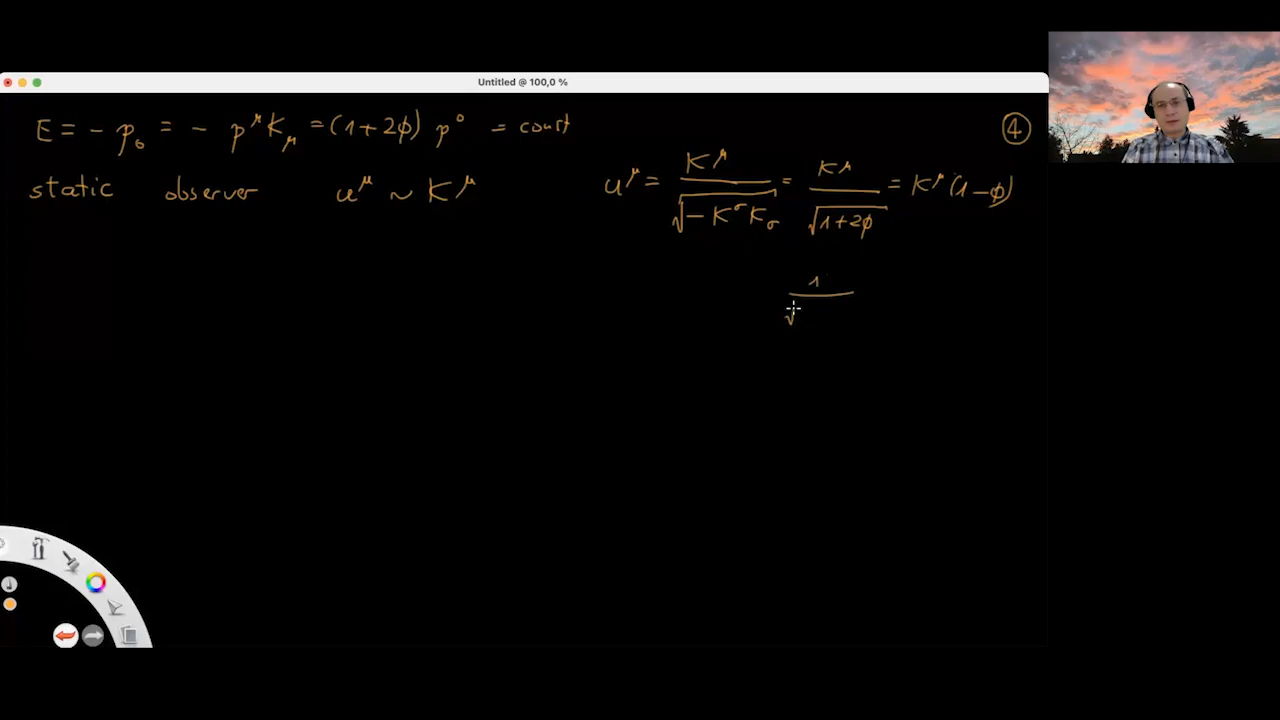 Untitled @ 100,0 %
E = - p₀ = - p^μ K_μ = (1+2ϕ) p⁰ = const
④
static observer u^μ ~ K^μ
u^μ = K^μ / √(-K^σ K_σ) = K^μ / √(1+2ϕ) = K^μ (1-ϕ)
1 / √